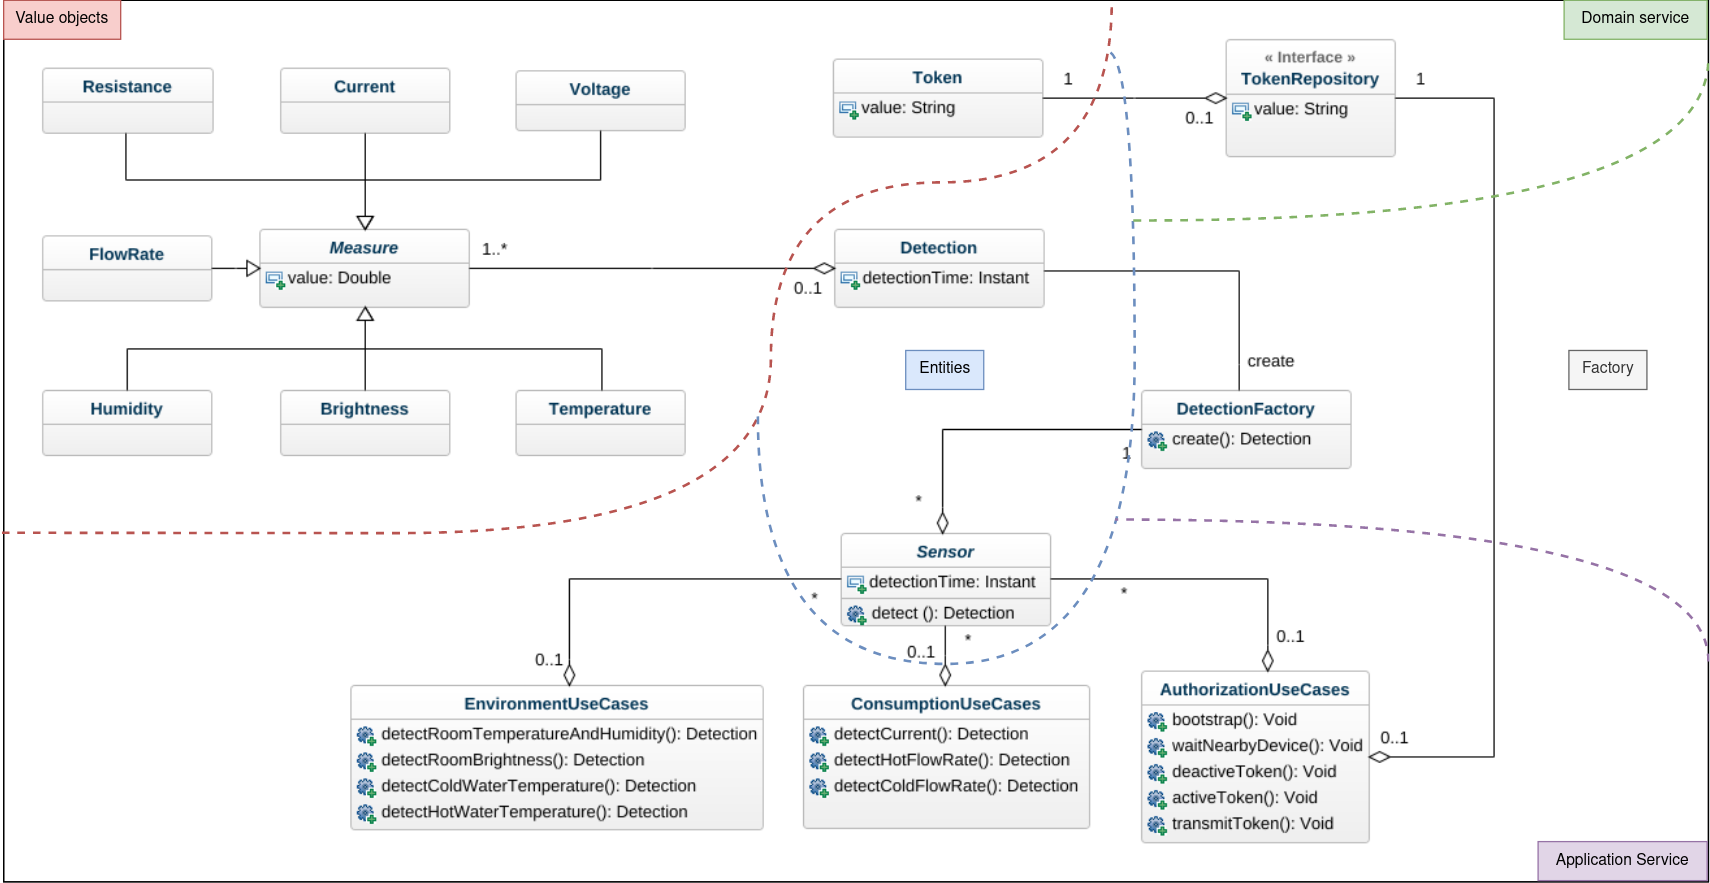 Value objects
Domain service
Resistance
Current
Voltage
Token
value: String
1
0..1
« Interface »
TokenRepository
value: String
1
FlowRate
Measure
value: Double
1..*
0..1
Detection
detectionTime: Instant
create
Entities
Factory
Humidity
Brightness
Temperature
DetectionFactory
create(): Detection
1
*
Sensor
detectionTime: Instant
detect (): Detection
*
*
*
0..1
0..1
0..1
EnvironmentUseCases
detectRoomTemperatureAndHumidity(): Detection
detectRoomBrightness(): Detection
detectColdWaterTemperature(): Detection
detectHotWaterTemperature(): Detection
ConsumptionUseCases
detectCurrent(): Detection
detectHotFlowRate(): Detection
detectColdFlowRate(): Detection
AuthorizationUseCases
bootstrap(): Void
waitNearbyDevice(): Void
deactiveToken(): Void
activeToken(): Void
transmitToken(): Void
0..1
Application Service